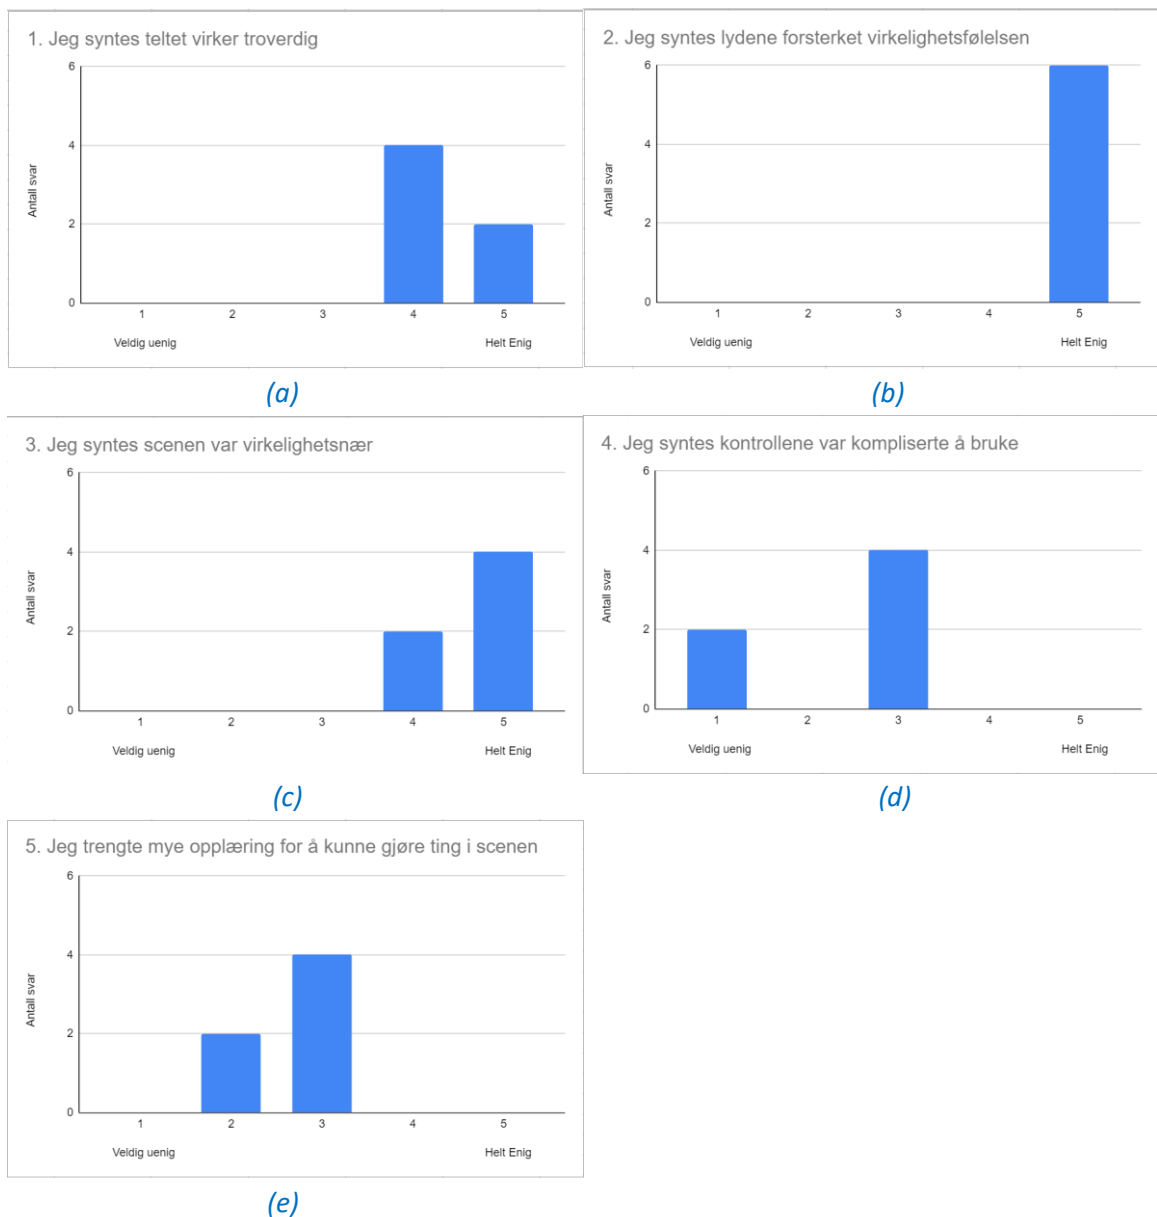 1. Jeg syntes teltet virker troverdig
6
4
2
0
Antall svar
1 2 3 4 5
Veldig uenig Helt Enig
(a)
2. Jeg syntes lydene forsterket virkelighetsfølelsen
6
4
2
0
Antall svar
1 2 3 4 5
Veldig uenig Helt Enig
(b)
3. Jeg syntes scenen var virkelighetsnær
6
4
2
0
Antall svar
1 2 3 4 5
Veldig uenig Helt Enig
(c)
4. Jeg syntes kontrollene var kompliserte å bruke
6
4
2
0
Antall svar
1 2 3 4 5
Veldig uenig Helt Enig
(d)
5. Jeg trengte mye opplæring for å kunne gjøre ting i scenen
6
4
2
0
Antall svar
1 2 3 4 5
Veldig uenig Helt Enig
(e)